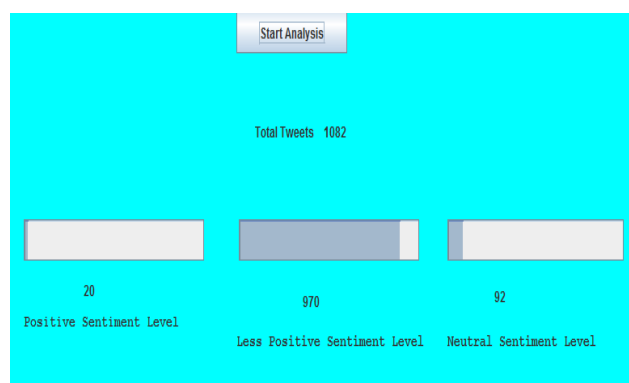 Start Analysis
Total Tweets 1082
20
970
92
Positive Sentiment Level
Less Positive Sentiment Level
Neutral Sentiment Level